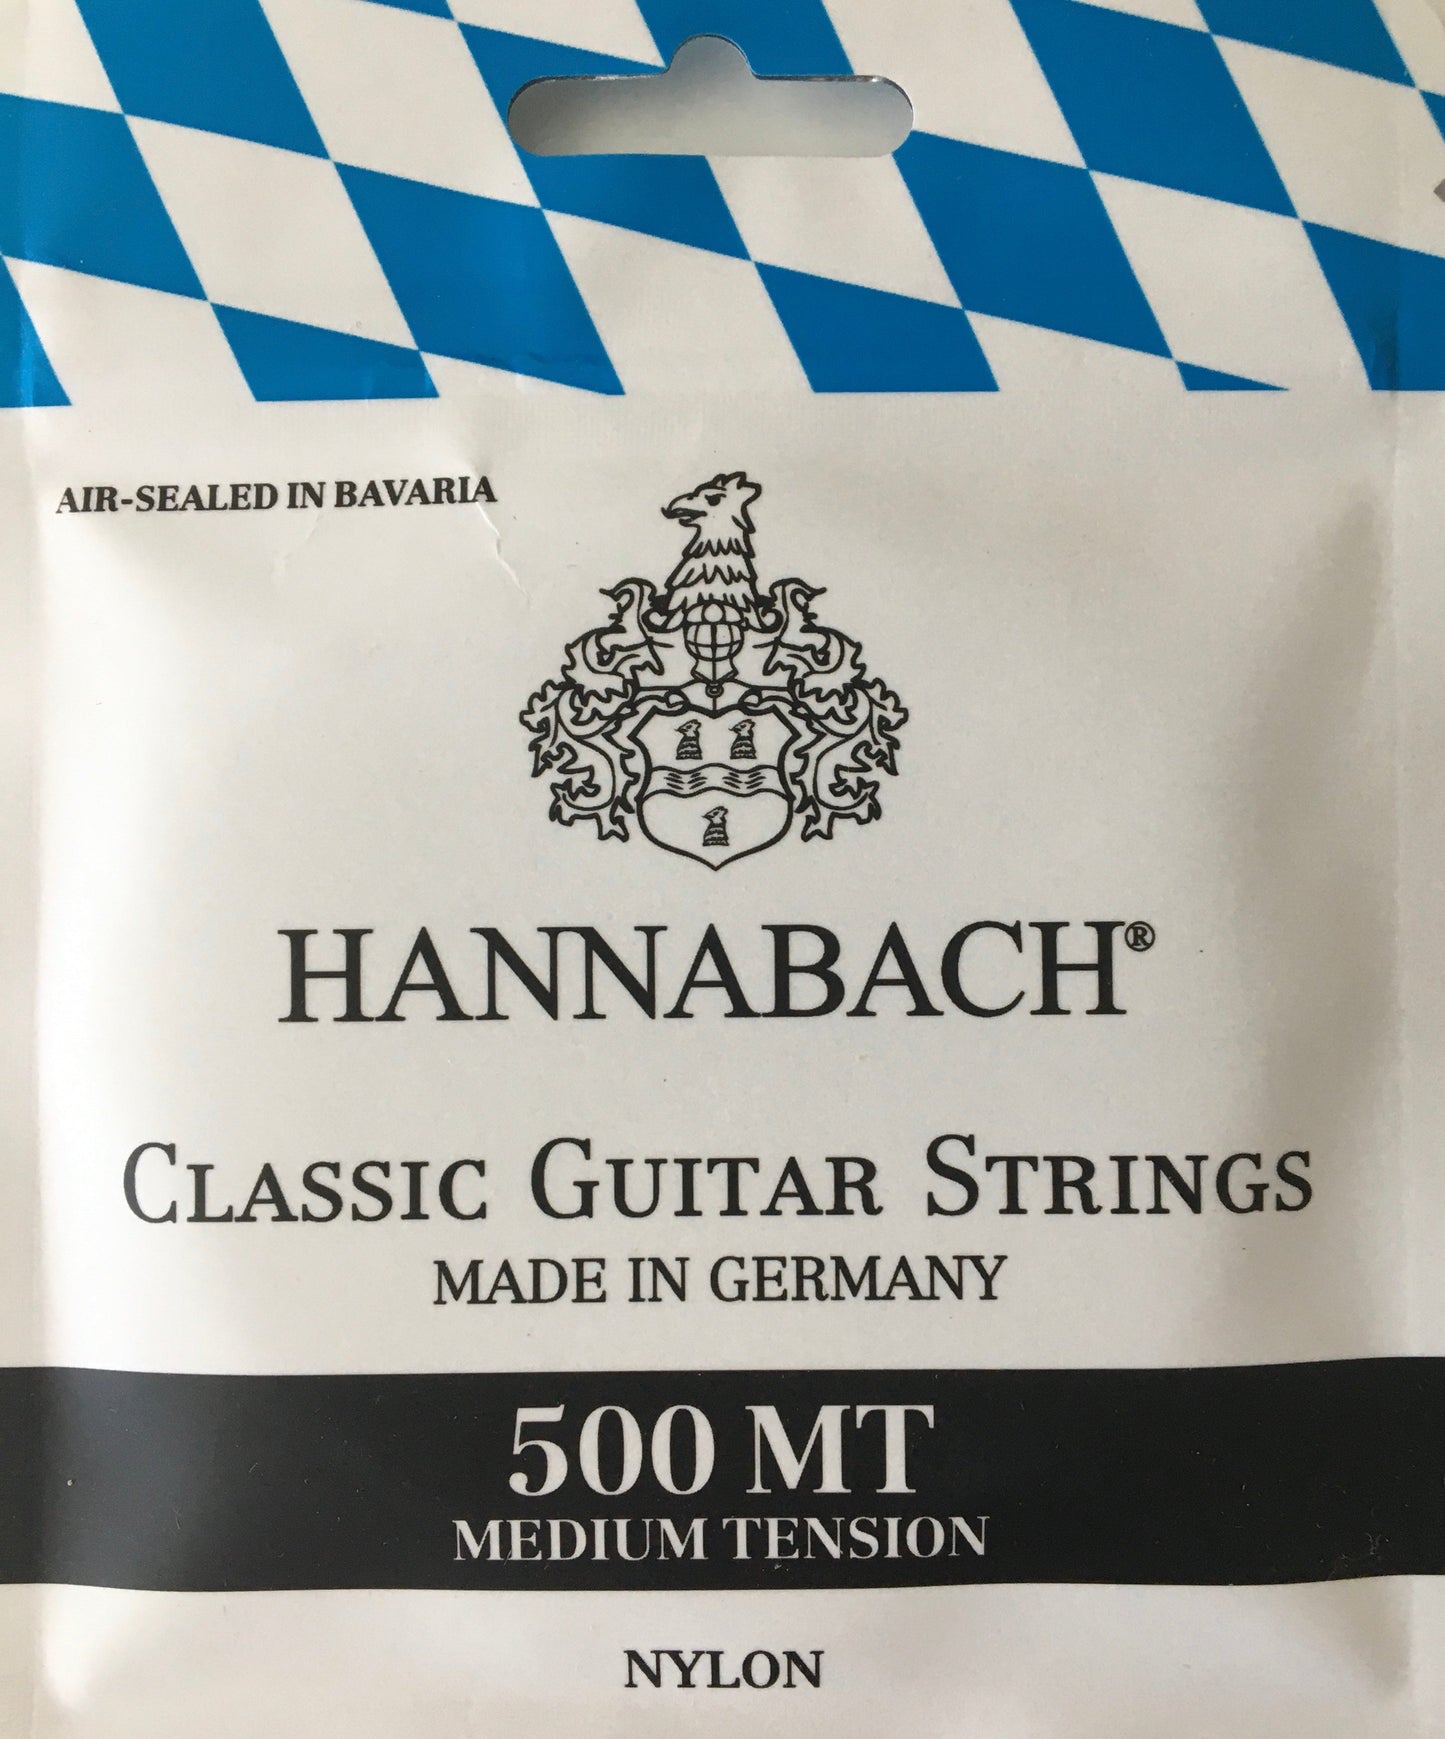 AIR-SEALED IN BAVARIA
HANNABACH®
CLASSIC GUITAR STRINGS
MADE IN GERMANY
500 MT
MEDIUM TENSION
NYLON